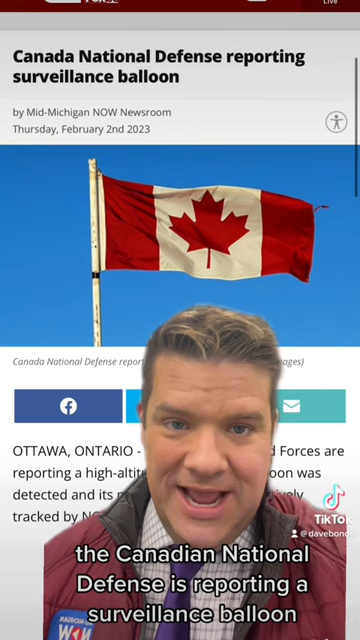 Live
Canada National Defense reporting
surveillance balloon
by Mid-Michigan NOW Newsroom
Thursday, February 2nd 2023
Canada National Defense report
ages)
OTTAWA, ONTARIO -
d Forces are
reporting a high-altit
oon was
detected and its
tracked by
TikTok
@davebond
the Canadian National
Defense is reporting a
surveillance balloon